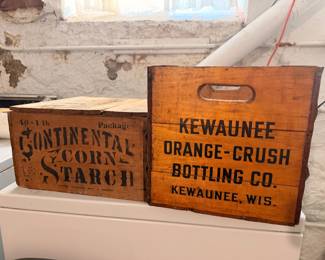 40-1 lb Package
CONTINENTAL
CORN
STARCH
KEWAUNEE
ORANGE-CRUSH
BOTTLING CO.
KEWAUNEE, WIS.